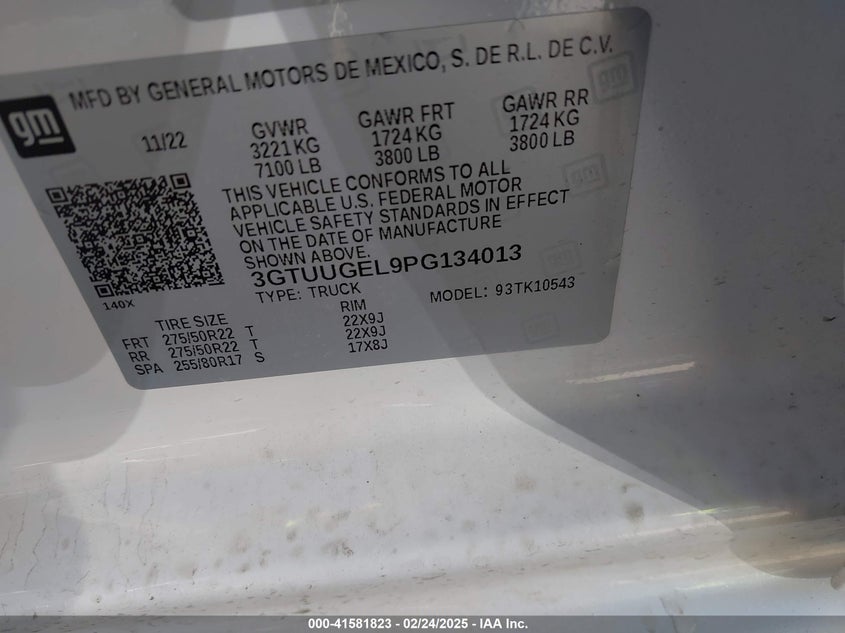 MFD BY GENERAL MOTORS DE MEXICO, S. DE R.L. DE C.V.
gm
11/22
GVWR
3221 KG
7100 LB
GAWR FRT
1724 KG
3800 LB
GAWR RR
1724 KG
3800 LB
THIS VEHICLE CONFORMS TO ALL
APPLICABLE U.S. FEDERAL MOTOR
VEHICLE SAFETY STANDARDS IN EFFECT
ON THE DATE OF MANUFACTURE
SHOWN ABOVE.
3GTUUGEL9PG134013
140X
TYPE: TRUCK
MODEL: 93TK10543
TIRE SIZE RIM
FRT 275/50R22 T 22X9J
RR 275/50R22 T 22X9J
SPA 255/80R17 S 17X8J
000-41581823 - 02/24/2025 - IAA Inc.